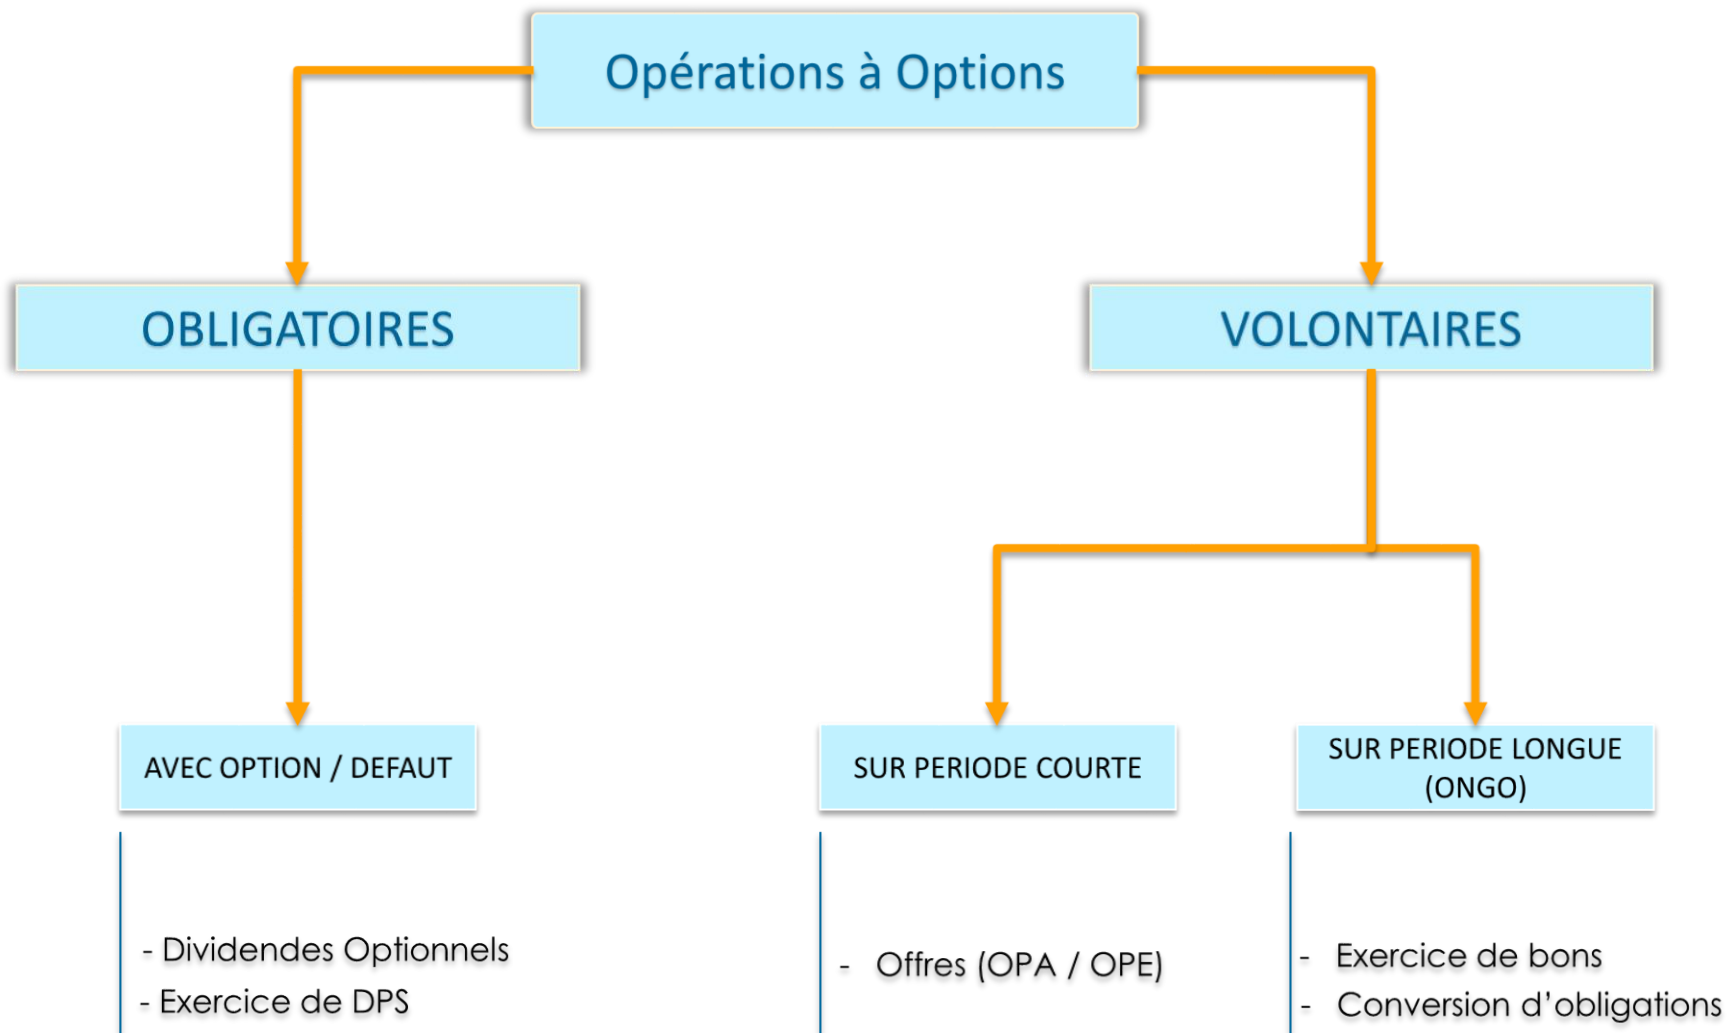 Opérations à Options
OBLIGATOIRES
VOLONTAIRES
AVEC OPTION / DEFAUT
SUR PERIODE COURTE
SUR PERIODE LONGUE
(ONGO)
- Dividendes Optionnels
- Exercice de DPS
- Offres (OPA / OPE)
- Exercice de bons
- Conversion d’obligations